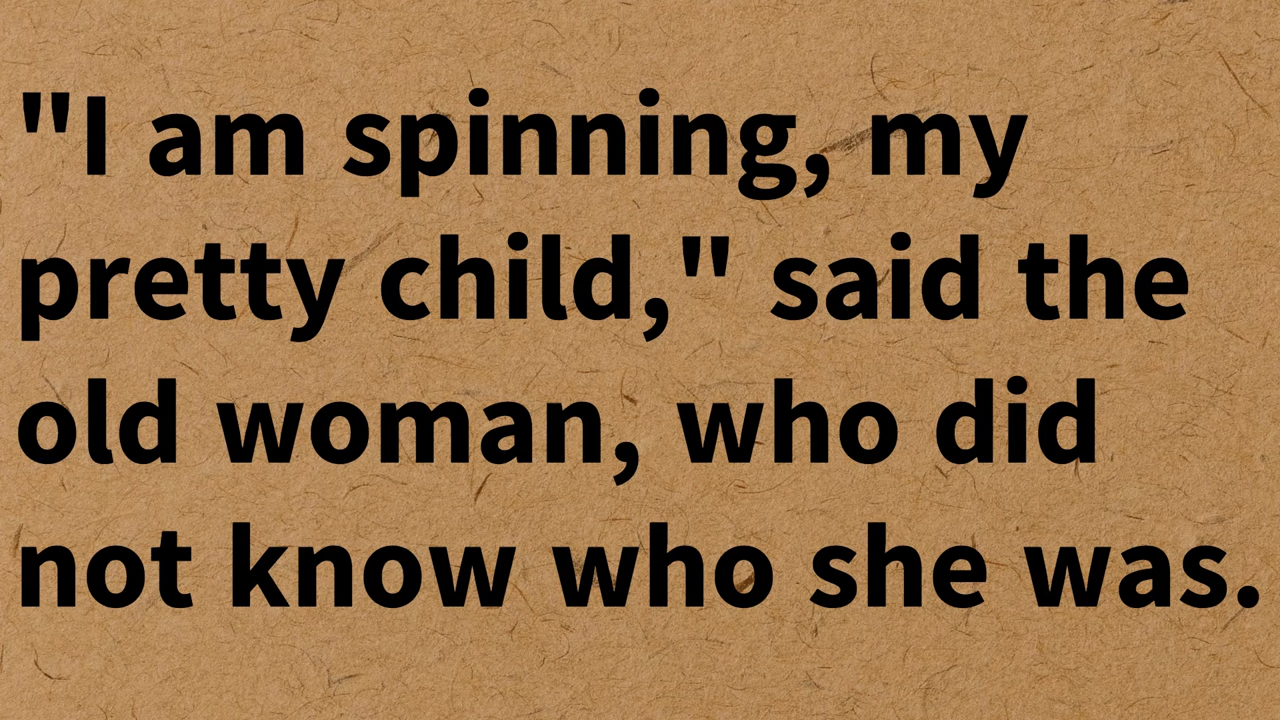 "I am spinning, my
pretty child," said the
old woman, who did
not know who she was.